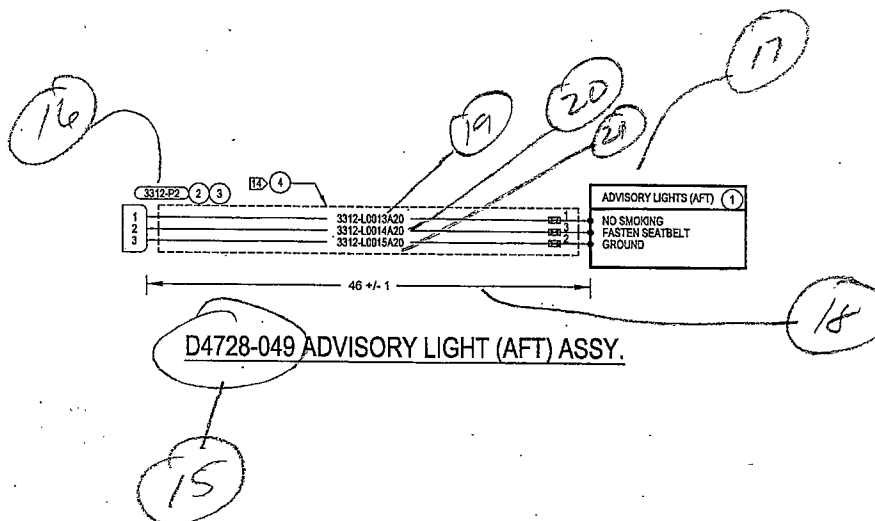 17
16
19
20
21
3312-P2 2 3
14 4
ADVISORY LIGHTS (AFT) 1
1 3312-L0013A20 1 NO SMOKING
2 3312-L0014A20 3 FASTEN SEATBELT
3 3312-L0015A20 2 GROUND
46 +/- 1
18
D4728-049 ADVISORY LIGHT (AFT) ASSY.
15